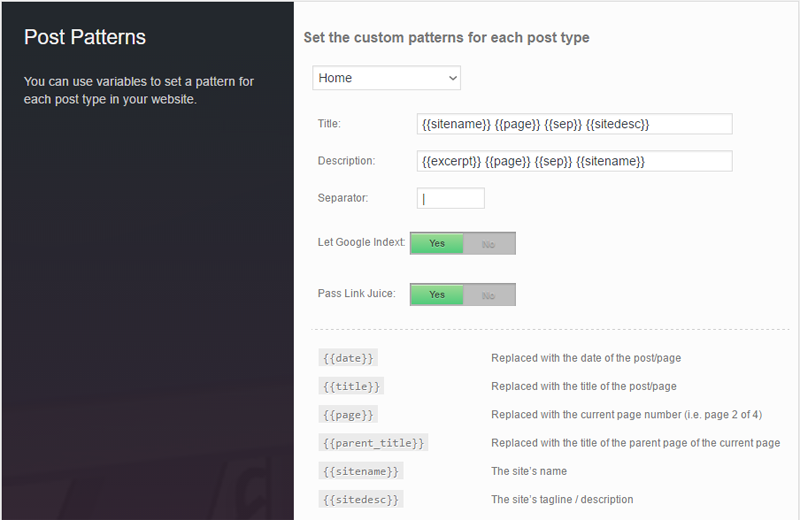 Post Patterns
You can use variables to set a pattern for
each post type in your website.
Set the custom patterns for each post type
Home
Title: {{sitename}} {{page}} {{sep}} {{sitedesc}}
Description: {{excerpt}} {{page}} {{sep}} {{sitename}}
Separator: |
Let Google Indext: Yes No
Pass Link Juice: Yes No
{{date}} Replaced with the date of the post/page
{{title}} Replaced with the title of the post/page
{{page}} Replaced with the current page number (i.e. page 2 of 4)
{{parent_title}} Replaced with the title of the parent page of the current page
{{sitename}} The site's name
{{sitedesc}} The site's tagline / description